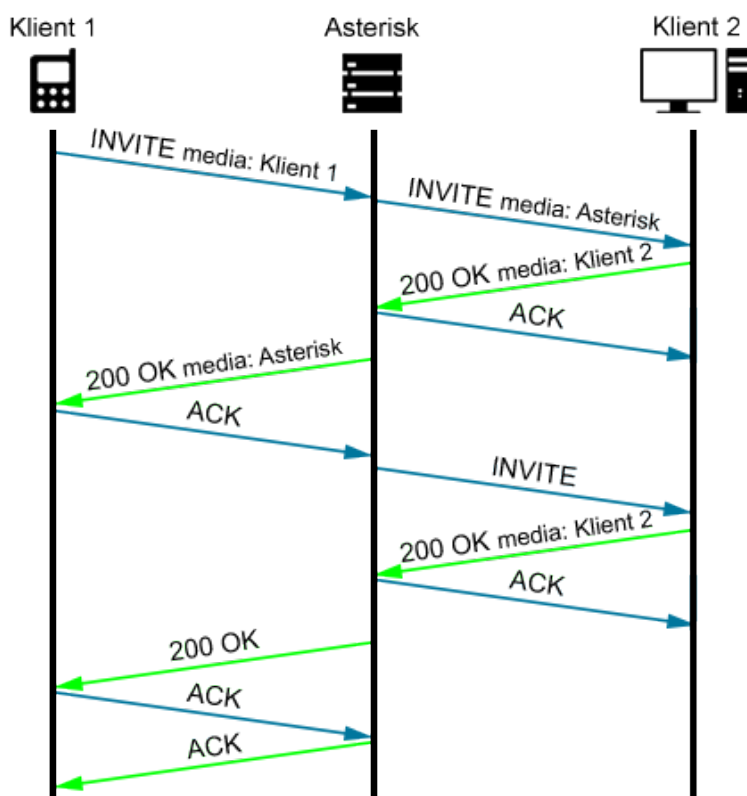 Klient 1
Asterisk
Klient 2
INVITE media: Klient 1
INVITE media: Asterisk
200 OK media: Klient 2
ACK
200 OK media: Asterisk
ACK
INVITE
200 OK media: Klient 2
ACK
200 OK
ACK
ACK